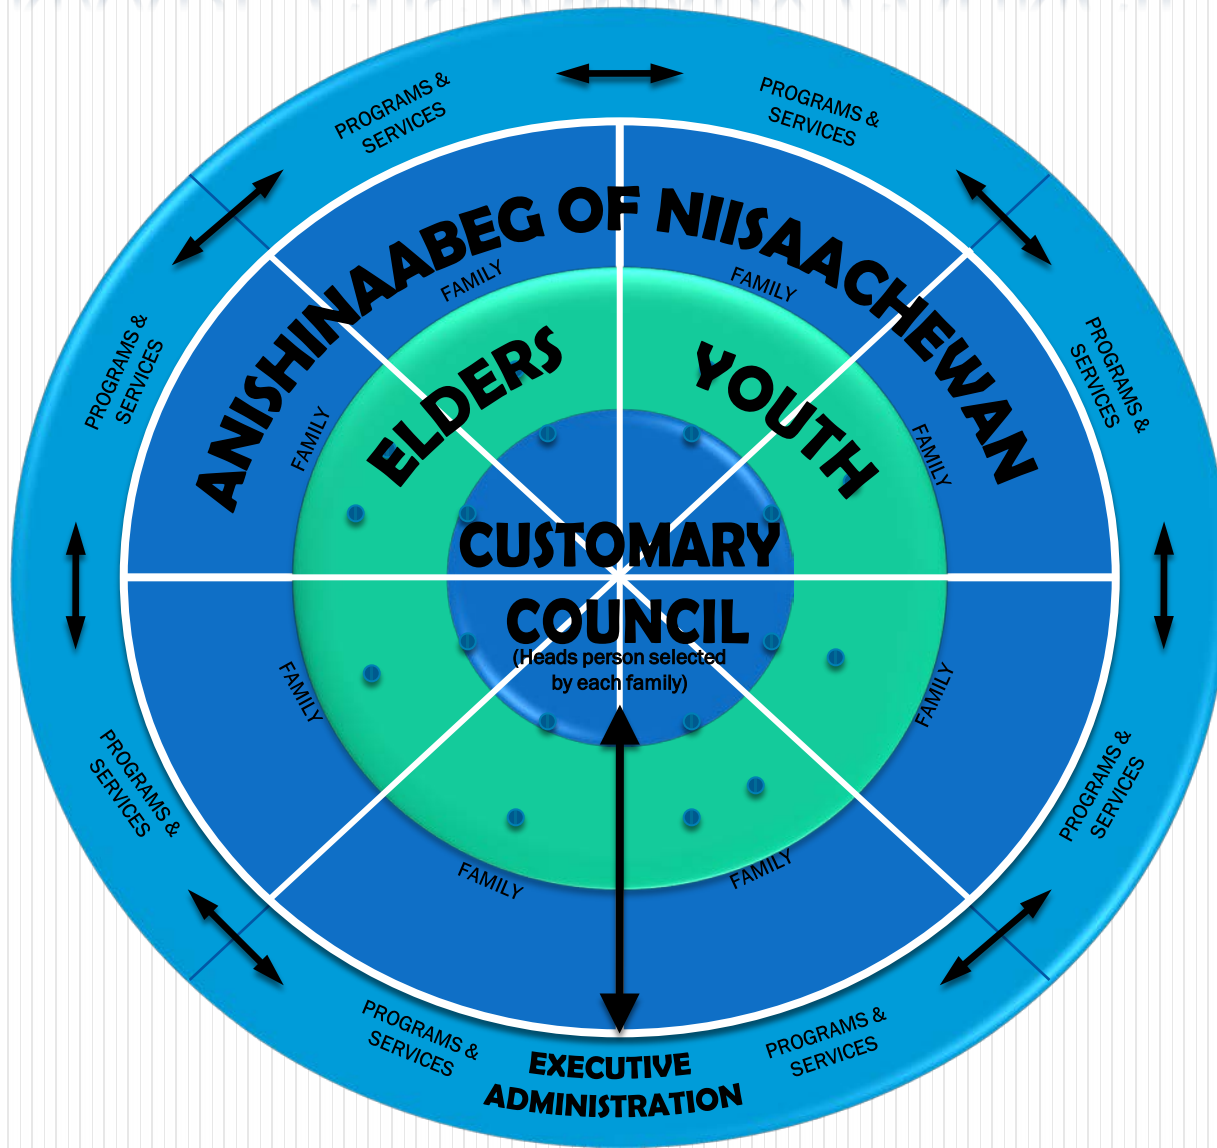 PROGRAMS &
SERVICES
PROGRAMS &
SERVICES
ANISHINAABEG OF NIISAACHEWAN
FAMILY
FAMILY
PROGRAMS &
SERVICES
PROGRAMS &
SERVICES
ELDERS
YOUTH
FAMILY
FAMILY
CUSTOMARY
COUNCIL
(Heads person selected
by each family)
FAMILY
FAMILY
PROGRAMS &
SERVICES
PROGRAMS &
SERVICES
FAMILY
FAMILY
PROGRAMS &
SERVICES
PROGRAMS &
SERVICES
EXECUTIVE
ADMINISTRATION